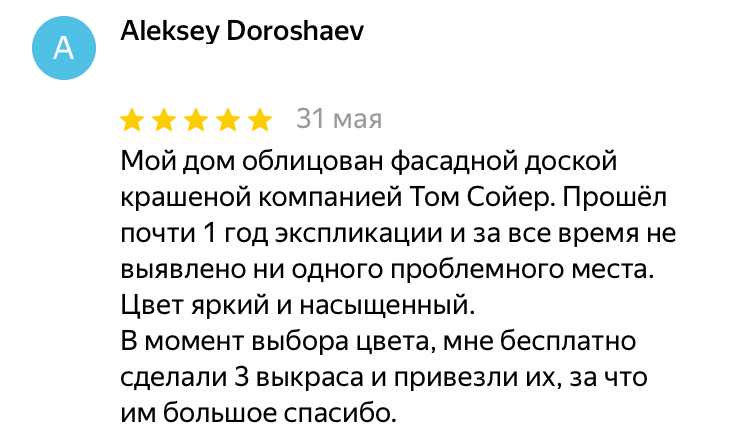 A
Aleksey Doroshaev
31 мая
Мой дом облицован фасадной доской
крашеной компанией Том Сойер. Прошёл
почти 1 год экспликации и за все время не
выявлено ни одного проблемного места.
Цвет яркий и насыщенный.
В момент выбора цвета, мне бесплатно
сделали 3 выкраса и привезли их, за что
им большое спасибо.